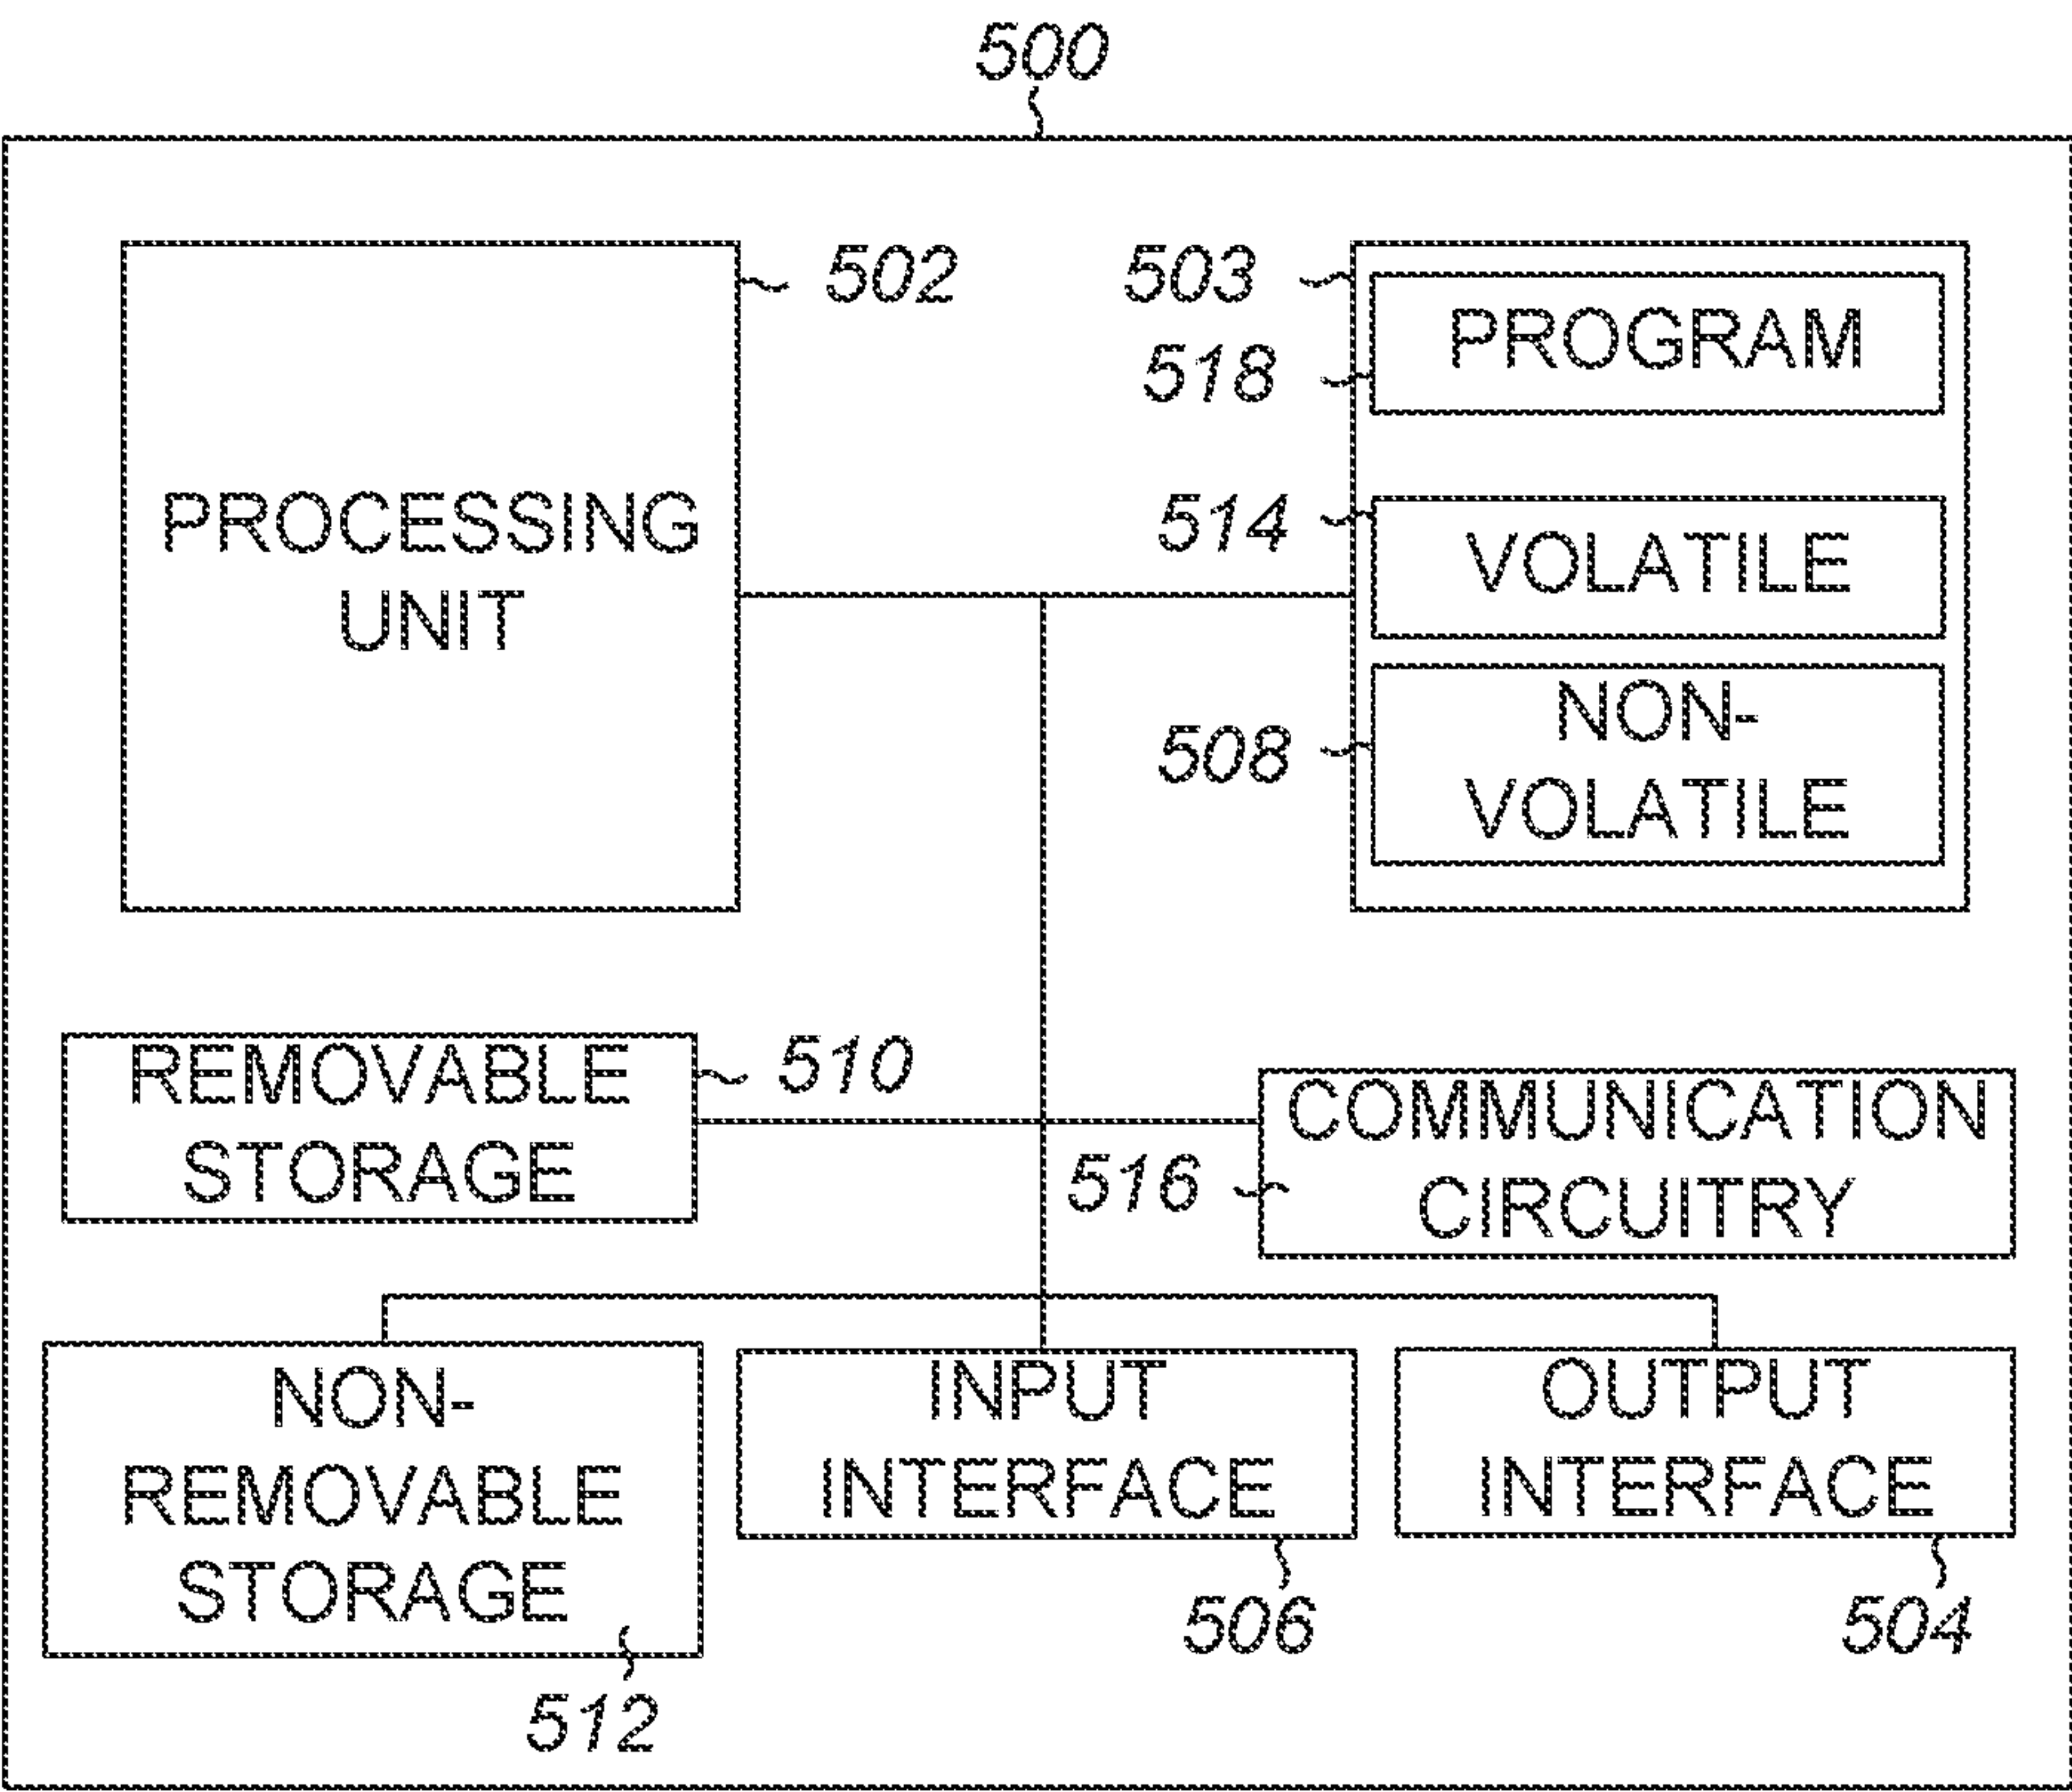 500
502
503
PROGRAM
518
PROCESSING
UNIT
514
VOLATILE
508
NON-
VOLATILE
REMOVABLE
STORAGE
510
COMMUNICATION
CIRCUITRY
516
NON-
REMOVABLE
STORAGE
512
INPUT
INTERFACE
506
OUTPUT
INTERFACE
504